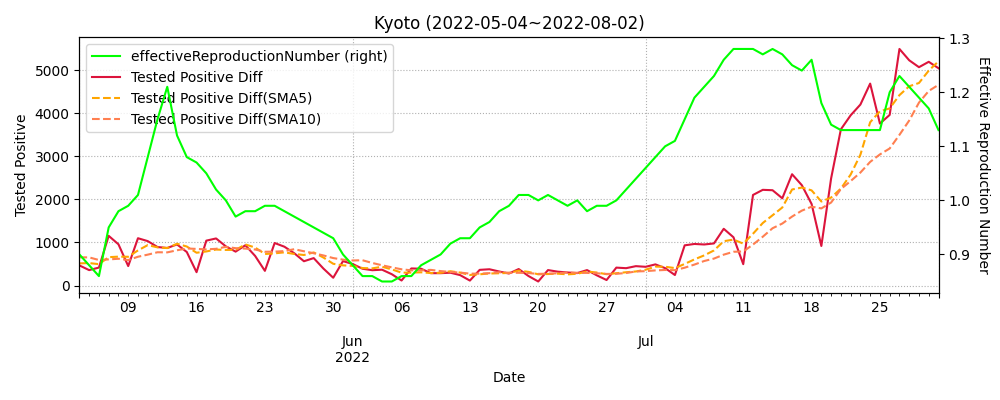 Kyoto (2022-05-04~2022-08-02)
effectiveReproductionNumber (right)
Tested Positive Diff
Tested Positive Diff(SMA5)
Tested Positive Diff(SMA10)
Tested Positive
5000
4000
3000
2000
1000
0
1.3
1.2
1.1
1.0
0.9
Effective Reproduction Number
09
16
23
30
06
13
20
27
04
11
18
25
Jun
2022
Jul
Date